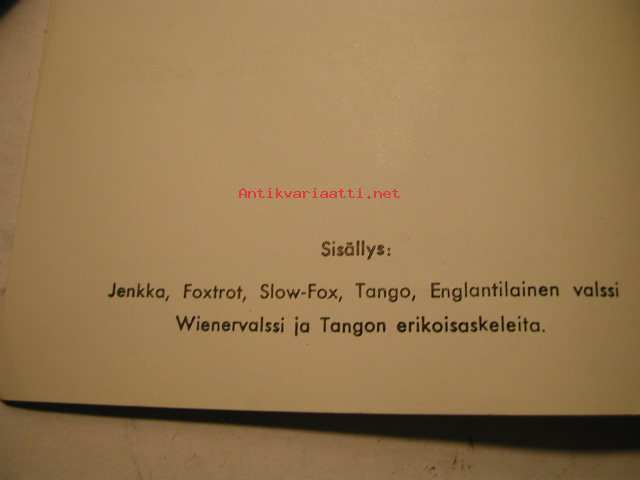 Antikvariaatti.net
Sisällys:
Jenkka, Foxtrot, Slow-Fox, Tango, Englantilainen valssi
Wienervalssi ja Tangon erikoisaskeleita.